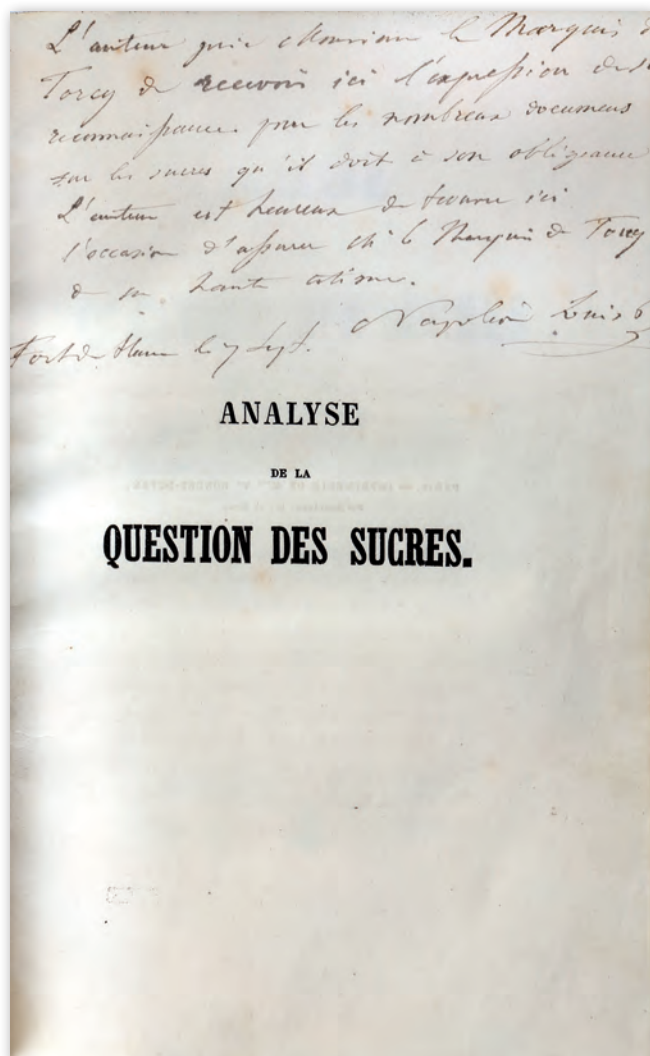 L'auteur prie Monsieur le Marquis d
Torcy de recevoir ici l'expression de s
reconnaissance pour les nombreux documens
sur les sucres qu'il doit à son obligeance
L'auteur est heureux de trouver ici
l'occasion d'assurer le Marquis de Torcy
de sa haute estime.
Napoléon Louis B
Fort de Ham le 7 Sept.
ANALYSE
DE LA
QUESTION DES SUCRES.